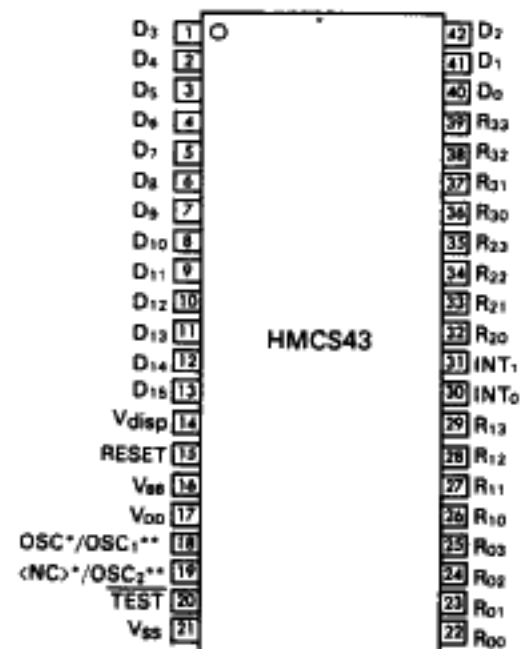 D3 1 42 D2
D4 2 41 D1
D5 3 40 D0
D6 4 39 R33
D7 5 38 R32
D8 6 37 R31
D9 7 36 R30
D10 8 35 R23
D11 9 34 R22
D12 10 33 R21
D13 11 32 R20
HMCS43
D14 12 31 INT1
D15 13 30 INT0
Vdisp 14 29 R13
RESET 15 28 R12
VBB 16 27 R11
VDD 17 26 R10
OSC*/OSC1** 18 25 R03
<NC>*/OSC2** 19 24 R02
TEST 20 23 R01
VSS 21 22 R00